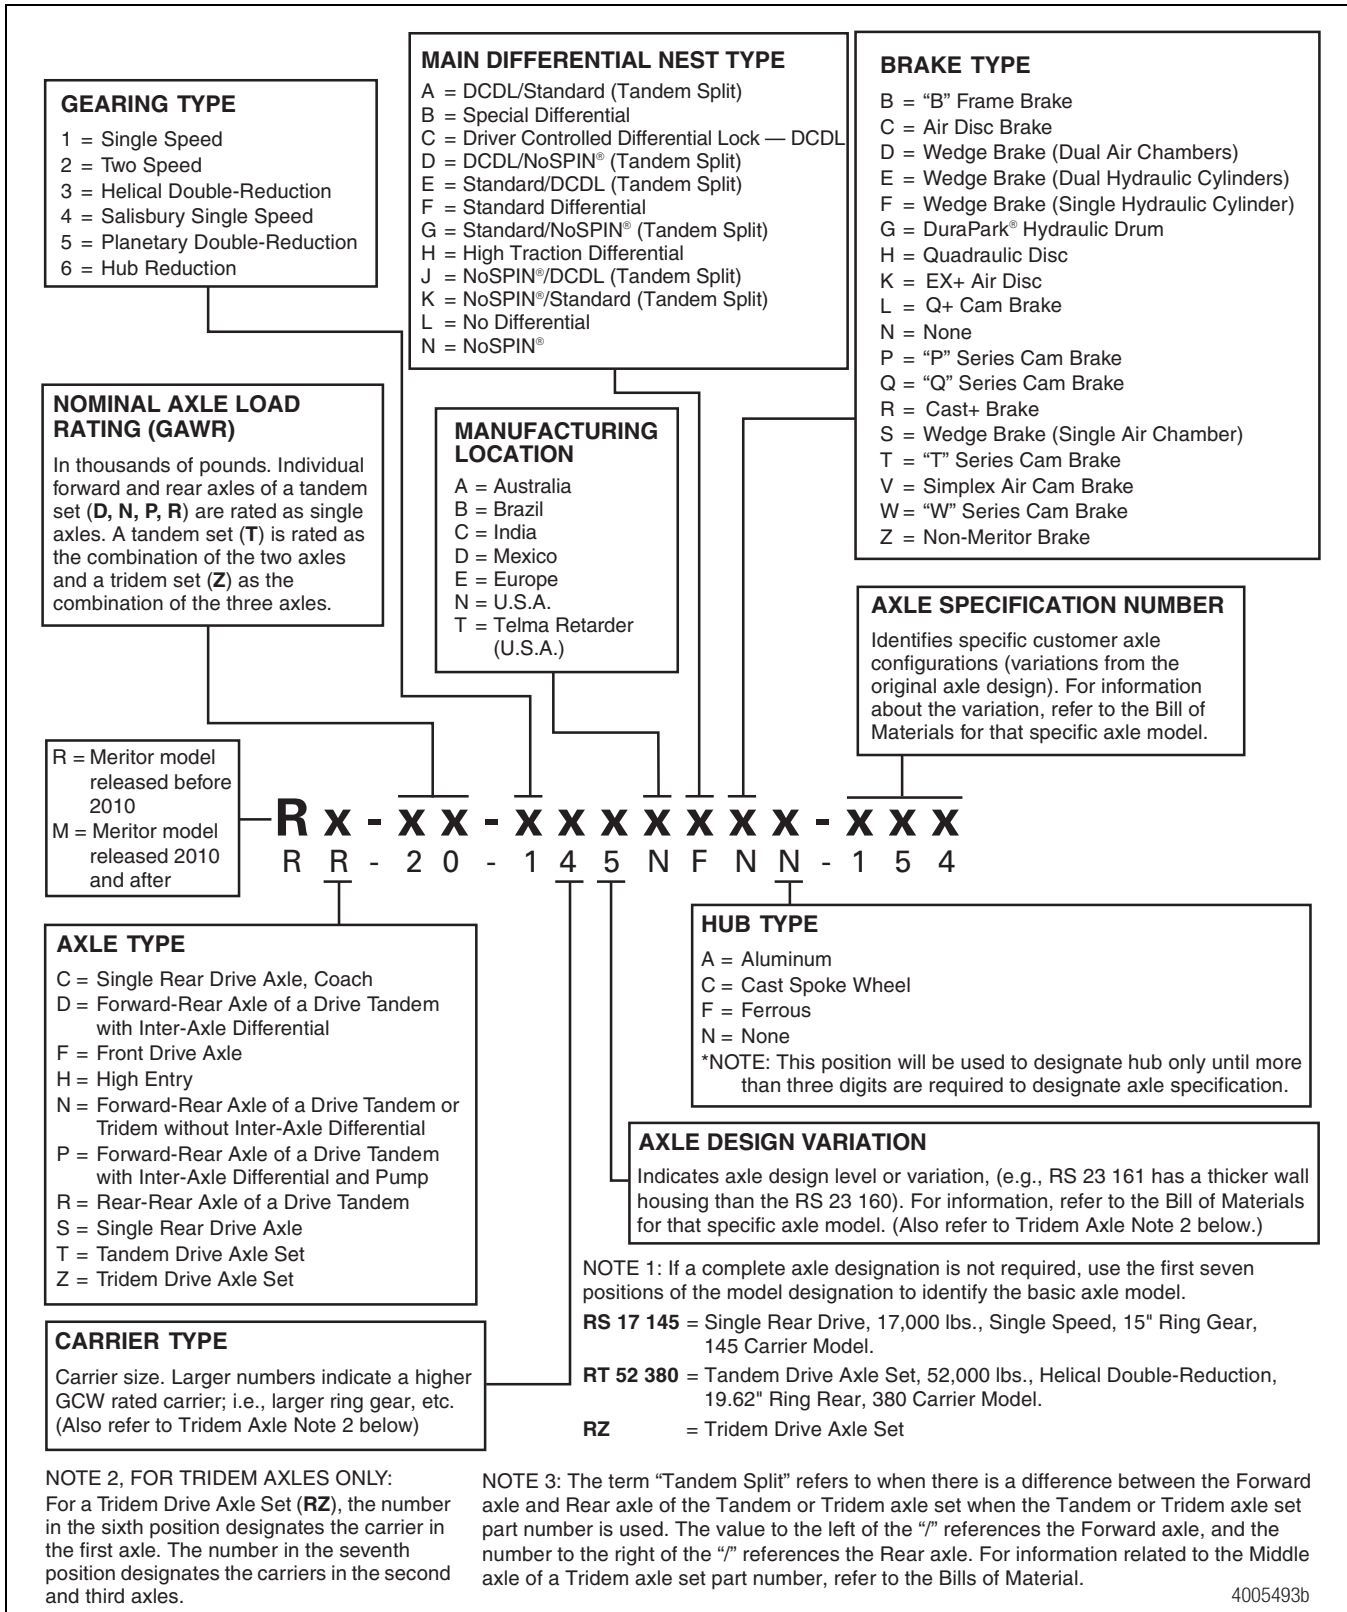 GEARING TYPE
1 = Single Speed
2 = Two Speed
3 = Helical Double-Reduction
4 = Salisbury Single Speed
5 = Planetary Double-Reduction
6 = Hub Reduction
MAIN DIFFERENTIAL NEST TYPE
A = DCDL/Standard (Tandem Split)
B = Special Differential
C = Driver Controlled Differential Lock — DCDL
D = DCDL/NoSPIN® (Tandem Split)
E = Standard/DCDL (Tandem Split)
F = Standard Differential
G = Standard/NoSPIN® (Tandem Split)
H = High Traction Differential
J = NoSPIN®/DCDL (Tandem Split)
K = NoSPIN®/Standard (Tandem Split)
L = No Differential
N = NoSPIN®
BRAKE TYPE
B = “B” Frame Brake
C = Air Disc Brake
D = Wedge Brake (Dual Air Chambers)
E = Wedge Brake (Dual Hydraulic Cylinders)
F = Wedge Brake (Single Hydraulic Cylinder)
G = DuraPark® Hydraulic Drum
H = Quadraulic Disc
K = EX+ Air Disc
L = Q+ Cam Brake
N = None
P = “P” Series Cam Brake
Q = “Q” Series Cam Brake
R = Cast+ Brake
S = Wedge Brake (Single Air Chamber)
T = “T” Series Cam Brake
V = Simplex Air Cam Brake
W = “W” Series Cam Brake
Z = Non-Meritor Brake
NOMINAL AXLE LOAD
RATING (GAWR)
In thousands of pounds. Individual
forward and rear axles of a tandem
set (D, N, P, R) are rated as single
axles. A tandem set (T) is rated as
the combination of the two axles
and a tridem set (Z) as the
combination of the three axles.
MANUFACTURING
LOCATION
A = Australia
B = Brazil
C = India
D = Mexico
E = Europe
N = U.S.A.
T = Telma Retarder
(U.S.A.)
AXLE SPECIFICATION NUMBER
Identifies specific customer axle
configurations (variations from the
original axle design). For information
about the variation, refer to the Bill of
Materials for that specific axle model.
R = Meritor model
released before
2010
M = Meritor model
released 2010
and after
R x - x x - x x x x x x x - x x x
R R - 2 0 - 1 4 5 N F N N - 1 5 4
AXLE TYPE
C = Single Rear Drive Axle, Coach
D = Forward-Rear Axle of a Drive Tandem
with Inter-Axle Differential
F = Front Drive Axle
H = High Entry
N = Forward-Rear Axle of a Drive Tandem or
Tridem without Inter-Axle Differential
P = Forward-Rear Axle of a Drive Tandem
with Inter-Axle Differential and Pump
R = Rear-Rear Axle of a Drive Tandem
S = Single Rear Drive Axle
T = Tandem Drive Axle Set
Z = Tridem Drive Axle Set
HUB TYPE
A = Aluminum
C = Cast Spoke Wheel
F = Ferrous
N = None
*NOTE: This position will be used to designate hub only until more
than three digits are required to designate axle specification.
AXLE DESIGN VARIATION
Indicates axle design level or variation, (e.g., RS 23 161 has a thicker wall
housing than the RS 23 160). For information, refer to the Bill of Materials
for that specific axle model. (Also refer to Tridem Axle Note 2 below.)
CARRIER TYPE
Carrier size. Larger numbers indicate a higher
GCW rated carrier; i.e., larger ring gear, etc.
(Also refer to Tridem Axle Note 2 below)
NOTE 1: If a complete axle designation is not required, use the first seven
positions of the model designation to identify the basic axle model.
RS 17 145 = Single Rear Drive, 17,000 lbs., Single Speed, 15" Ring Gear,
145 Carrier Model.
RT 52 380 = Tandem Drive Axle Set, 52,000 lbs., Helical Double-Reduction,
19.62" Ring Rear, 380 Carrier Model.
RZ = Tridem Drive Axle Set
NOTE 2, FOR TRIDEM AXLES ONLY:
For a Tridem Drive Axle Set (RZ), the number
in the sixth position designates the carrier in
the first axle. The number in the seventh
position designates the carriers in the second
and third axles.
NOTE 3: The term “Tandem Split” refers to when there is a difference between the Forward
axle and Rear axle of the Tandem or Tridem axle set when the Tandem or Tridem axle set
part number is used. The value to the left of the “/” references the Forward axle, and the
number to the right of the “/” references the Rear axle. For information related to the Middle
axle of a Tridem axle set part number, refer to the Bills of Material.
4005493b